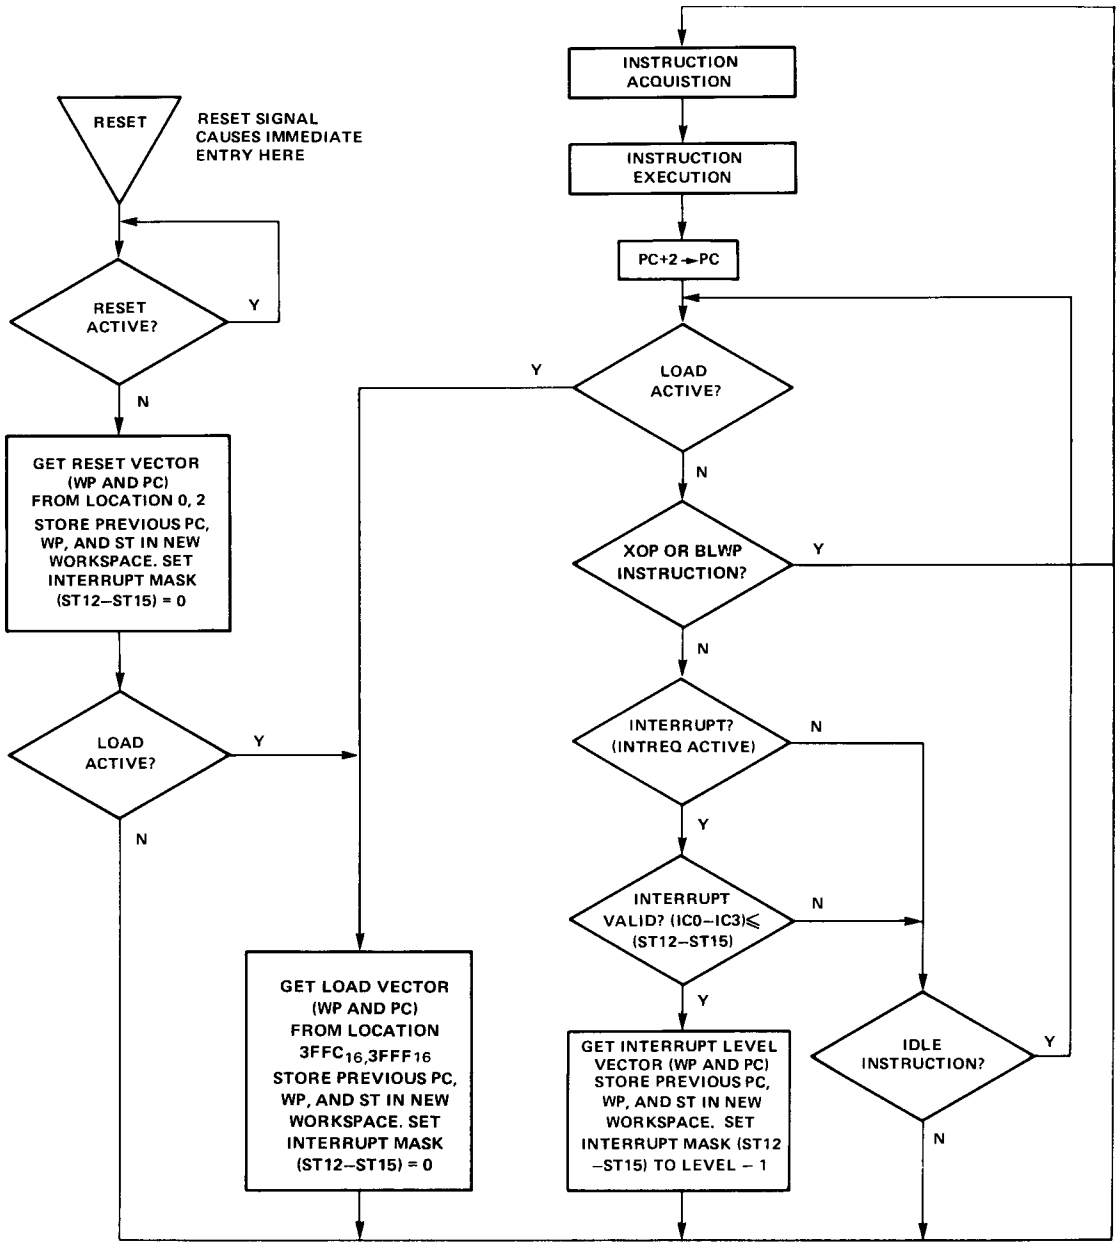 RESET
RESET SIGNAL
CAUSES IMMEDIATE
ENTRY HERE
RESET
ACTIVE?
Y
N
GET RESET VECTOR
(WP AND PC)
FROM LOCATION 0, 2
STORE PREVIOUS PC,
WP, AND ST IN NEW
WORKSPACE. SET
INTERRUPT MASK
(ST12–ST15) = 0
LOAD
ACTIVE?
Y
N
GET LOAD VECTOR
(WP AND PC)
FROM LOCATION
3FFC₁₆,3FFF₁₆
STORE PREVIOUS PC,
WP, AND ST IN NEW
WORKSPACE. SET
INTERRUPT MASK
(ST12–ST15) = 0
INSTRUCTION
ACQUISTION
INSTRUCTION
EXECUTION
PC+2→PC
LOAD
ACTIVE?
Y
N
XOP OR BLWP
INSTRUCTION?
Y
N
INTERRUPT?
(INTREQ ACTIVE)
N
Y
INTERRUPT
VALID? (IC0–IC3)⩽
(ST12–ST15)
N
Y
GET INTERRUPT LEVEL
VECTOR (WP AND PC)
STORE PREVIOUS PC,
WP, AND ST IN NEW
WORKSPACE. SET
INTERRUPT MASK (ST12
–ST15) TO LEVEL – 1
IDLE
INSTRUCTION?
Y
N